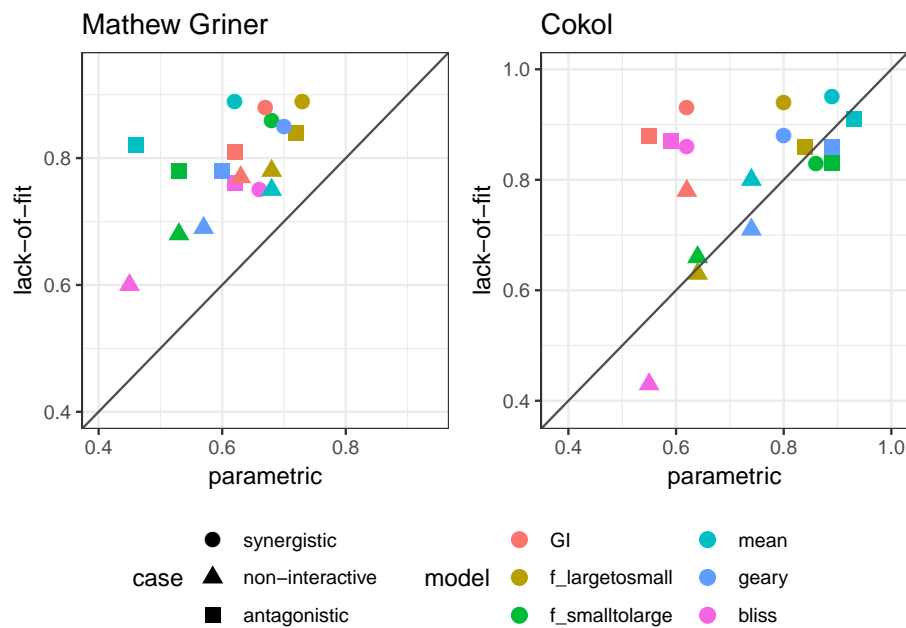 Mathew Griner
Cokol
lack−of−fit
0.8
0.6
0.4
0.4 0.6 0.8
parametric
lack−of−fit
1.0
0.8
0.6
0.4
0.4 0.6 0.8 1.0
parametric
case
synergistic
non−interactive
antagonistic
model
GI
f_largetosmall
f_smalltolarge
mean
geary
bliss